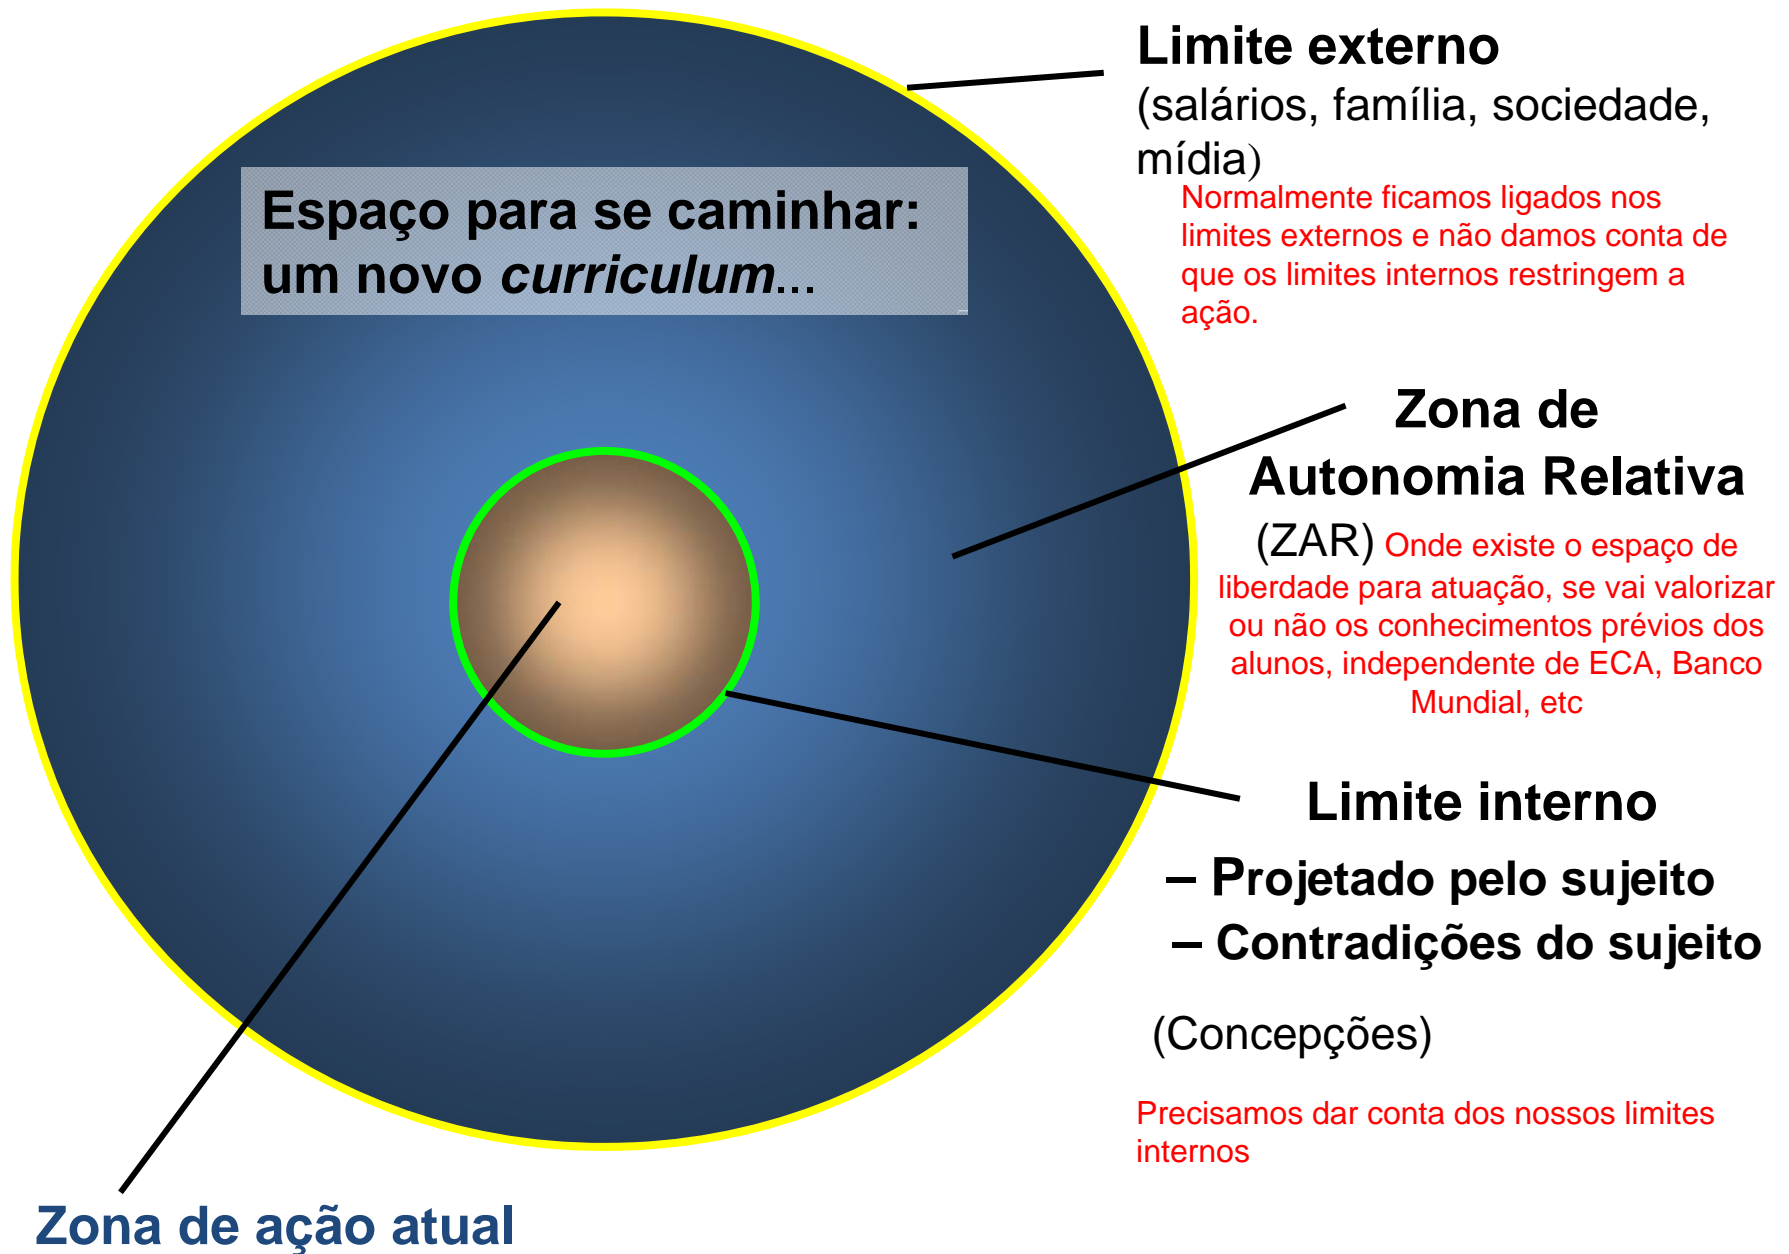 Limite externo
(salários, família, sociedade,
mídia)
Normalmente ficamos ligados nos
limites externos e não damos conta de
que os limites internos restringem a
ação.
Espaço para se caminhar:
um novo curriculum...
Zona de
Autonomia Relativa
(ZAR) Onde existe o espaço de
liberdade para atuação, se vai valorizar
ou não os conhecimentos prévios dos
alunos, independente de ECA, Banco
Mundial, etc
Limite interno
– Projetado pelo sujeito
– Contradições do sujeito
(Concepções)
Precisamos dar conta dos nossos limites
internos
Zona de ação atual